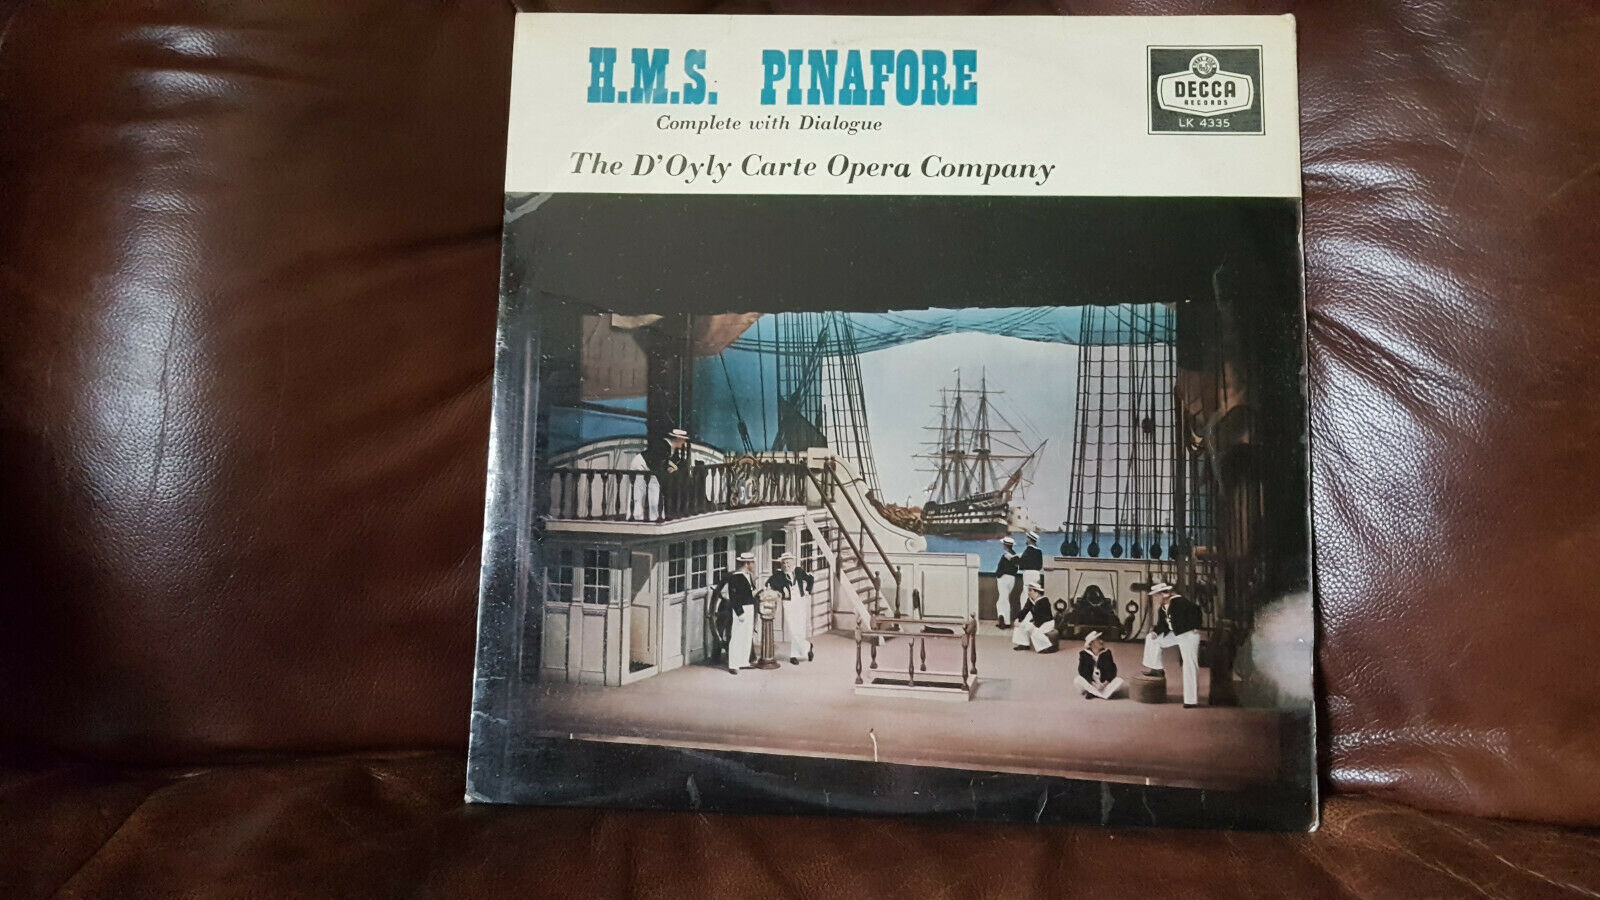 H.M.S. PINAFORE
Complete with Dialogue
The D'Oyly Carte Opera Company
DECCA
RECORDS
LK 4335